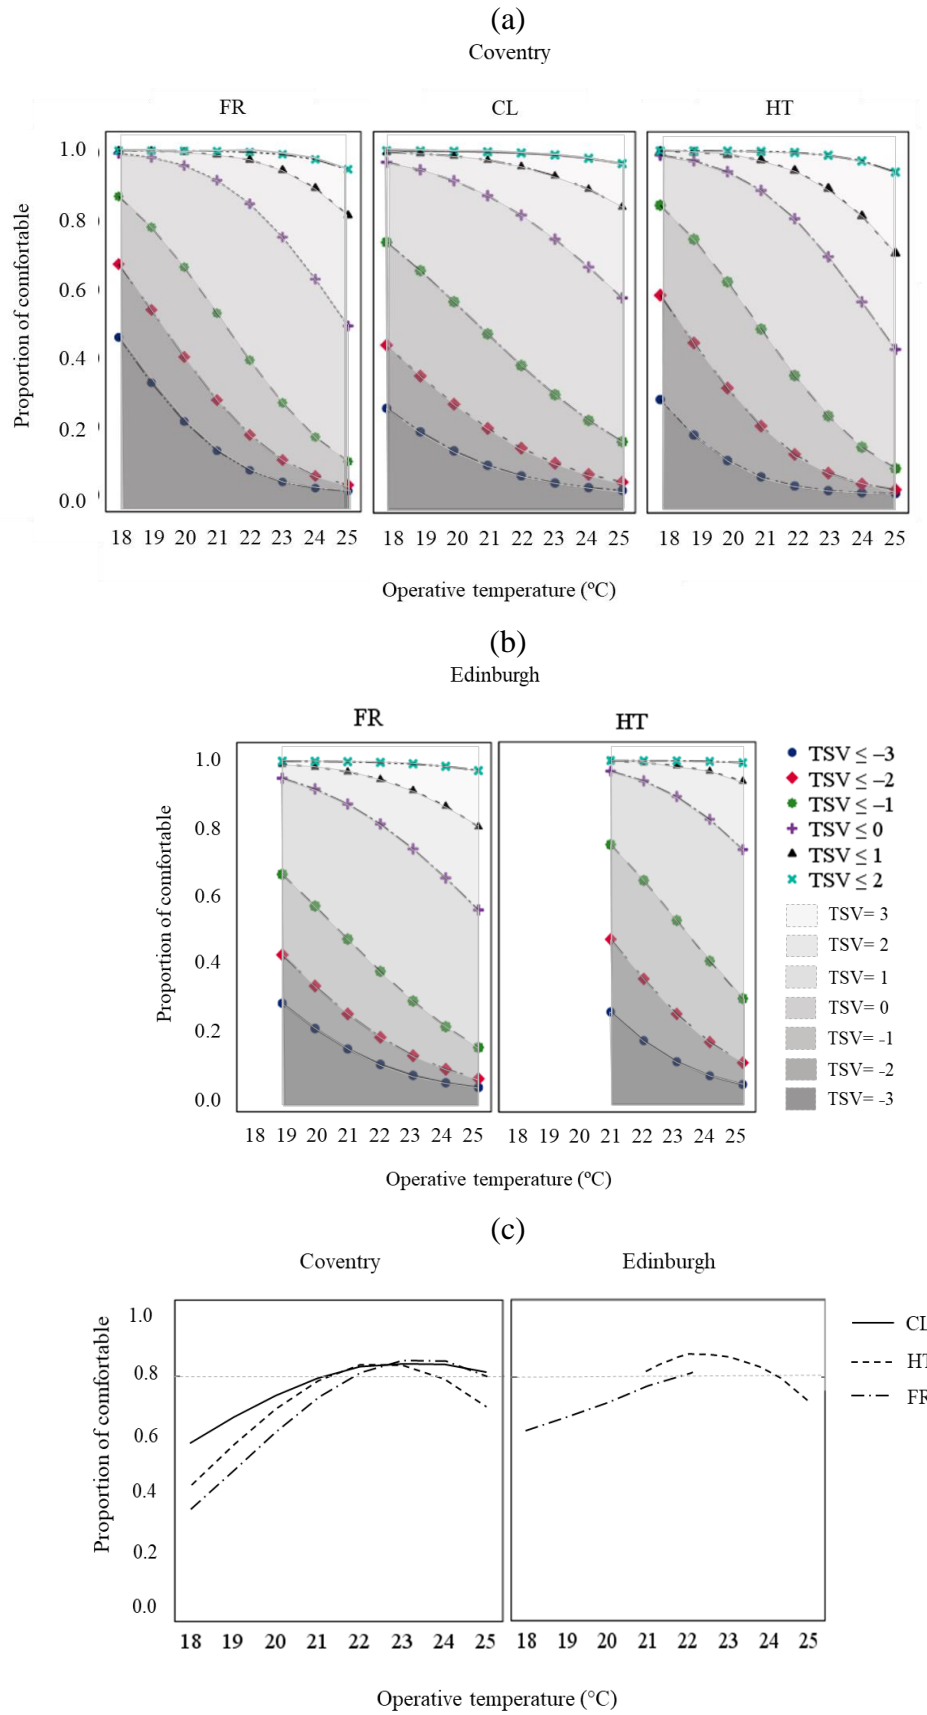 (a)
Coventry
FR CL HT
Proportion of comfortable
1.0
0.8
0.6
0.4
0.2
0.0
18 19 20 21 22 23 24 25 18 19 20 21 22 23 24 25 18 19 20 21 22 23 24 25
Operative temperature (ºC)
(b)
Edinburgh
FR HT
Proportion of comfortable
1.0
0.8
0.6
0.4
0.2
0.0
18 19 20 21 22 23 24 25 18 19 20 21 22 23 24 25
Operative temperature (ºC)
TSV ≤ –3
TSV ≤ –2
TSV ≤ –1
TSV ≤ 0
TSV ≤ 1
TSV ≤ 2
TSV= 3
TSV= 2
TSV= 1
TSV= 0
TSV= -1
TSV= -2
TSV= -3
(c)
Coventry Edinburgh
Proportion of comfortable
1.0
0.8
0.6
0.4
0.2
0.0
18 19 20 21 22 23 24 25 18 19 20 21 22 23 24 25
Operative temperature (°C)
CL
HT
FR